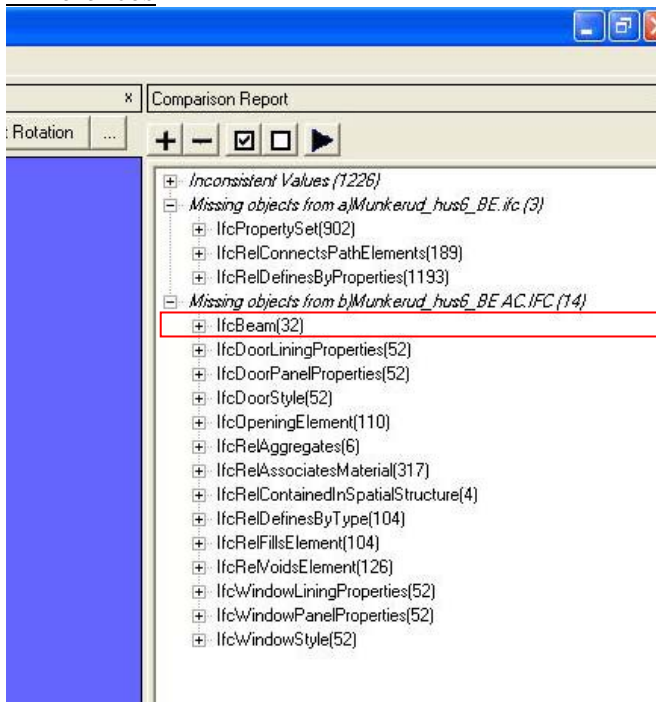 x Comparison Report
Rotation ...
Inconsistent Values (1226)
Missing objects from a)Munkerud_hus6_BE.ifc (3)
IfcPropertySet(902)
IfcRelConnectsPathElements(189)
IfcRelDefinesByProperties(1193)
Missing objects from b)Munkerud_hus6_BE AC.IFC (14)
IfcBeam(32)
IfcDoorLiningProperties(52)
IfcDoorPanelProperties(52)
IfcDoorStyle(52)
IfcOpeningElement(110)
IfcRelAggregates(6)
IfcRelAssociatesMaterial(317)
IfcRelContainedInSpatialStructure(4)
IfcRelDefinesByType(104)
IfcRelFillsElement(104)
IfcRelVoidsElement(126)
IfcWindowLiningProperties(52)
IfcWindowPanelProperties(52)
IfcWindowStyle(52)